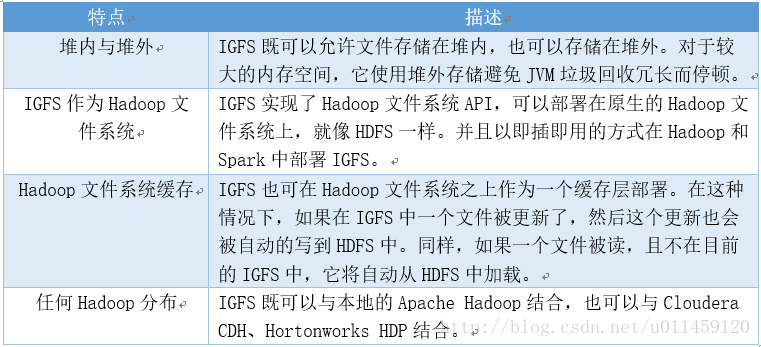 特点 描述
堆内与堆外 IGFS 既可以允许文件存储在堆内，也可以存储在堆外。对于较
大的内存空间，它使用堆外存储避免 JVM 垃圾回收冗长而停顿。
IGFS 作为 Hadoop 文 IGFS 实现了 Hadoop 文件系统 API，可以部署在原生的 Hadoop 文
件系统 件系统上，就像 HDFS 一样。并且以即插即用的方式在 Hadoop 和
Spark 中部署 IGFS。
Hadoop 文件系统缓存 IGFS 也可在 Hadoop 文件系统之上作为一个缓存层部署。在这种
情况下，如果在 IGFS 中一个文件被更新了，然后这个更新也会
被自动的写到 HDFS 中。同样，如果一个文件被读，且不在目前
的 IGFS 中，它将自动从 HDFS 中加载。
任何 Hadoop 分布 IGFS 既可以与本地的 Apache Hadoop 结合，也可以与 Cloudera
CDH、Hortonworks HDP 结合。
http://blog.csdn.net/u011459120